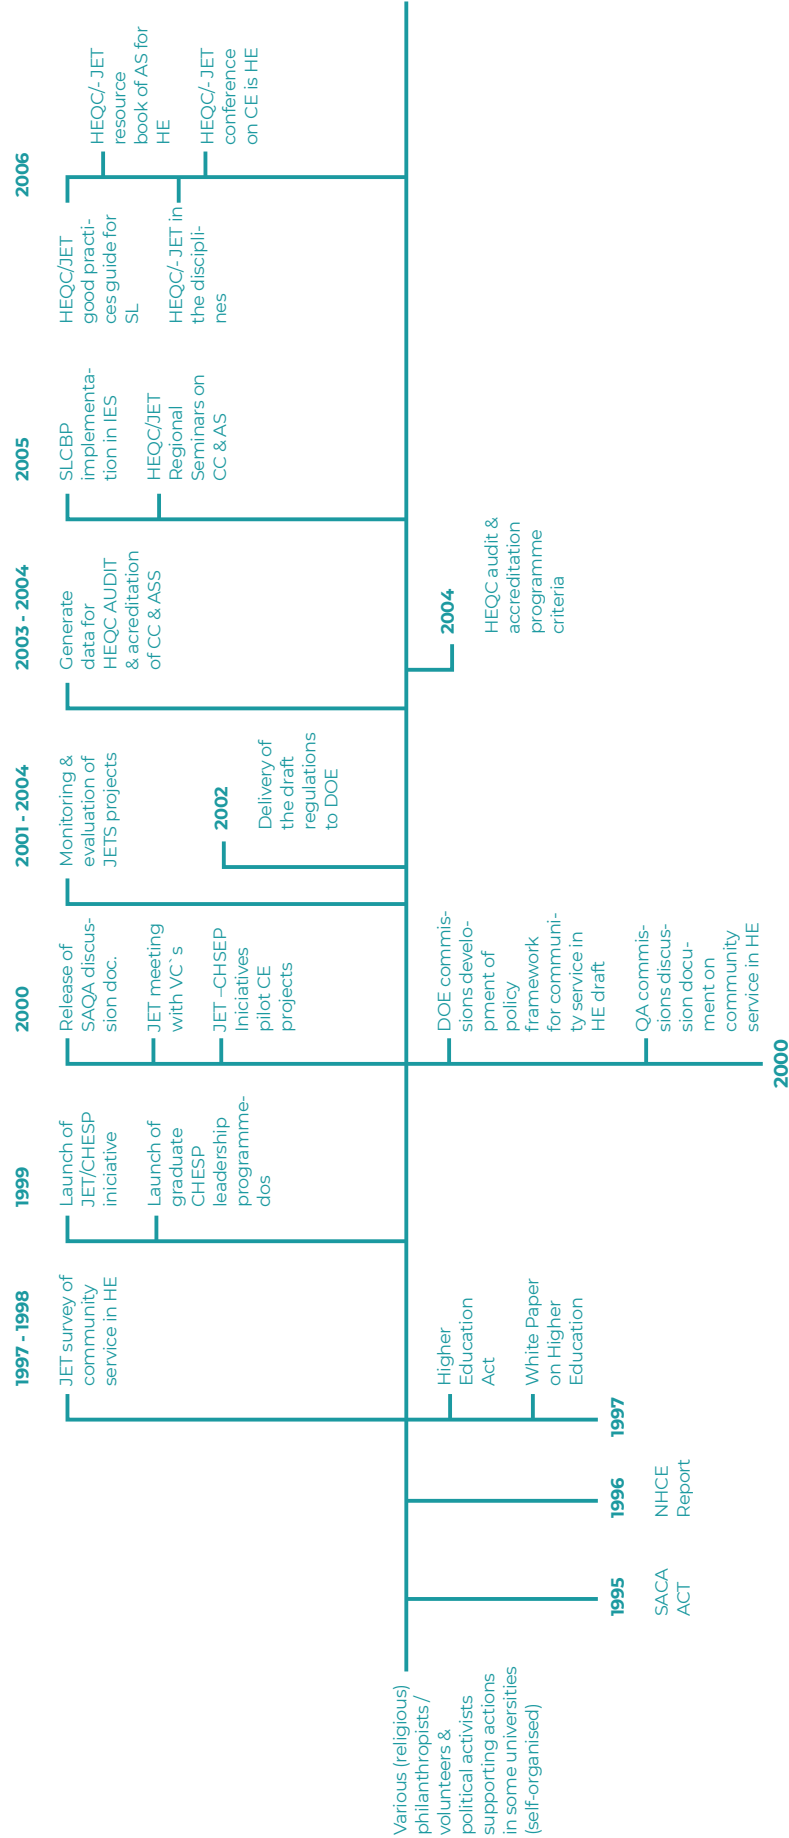 Various (religious)
philanthropists /
volunteers &
political activists
supporting actions
in some universities
(self-organised)
1995
SACA
ACT
1996
NHCE
Report
1997 - 1998
JET survey of
community
service in HE
Higher
Education
Act
White Paper
on Higher
Education
1997
1999
Launch of
JET/CHESP
iniciative
Launch of
graduate
CHESP
leadership
programme-
dos
2000
Release of
SAQA discus-
sion doc.
JET meeting
with VC`s
JET –CHSEP
Iniciatives
pilot CE
projects
DOE commis-
sions develo-
pment of
policy
framework
for communi-
ty service in
HE draft
QA commis-
sions discus-
sion docu-
ment on
community
service in HE
2000
2001 - 2004
Monitoring &
evaluation of
JETS projects
2002
Delivery of
the draft
regulations
to DOE
2003 - 2004
Generate
data for
HEQC AUDIT
& acreditation
of CC & ASS
2004
HEQC audit &
accreditation
programme
criteria
2005
SLCBP
implementa-
tion in IES
HEQC/JET
Regional
Seminars on
CC & AS
2006
HEQC/JET
good practi-
ces guide for
SL
HEQC/- JET in
the discipli-
nes
HEQC/- JET
resource
book of AS for
HE
HEQC/- JET
conference
on CE is HE